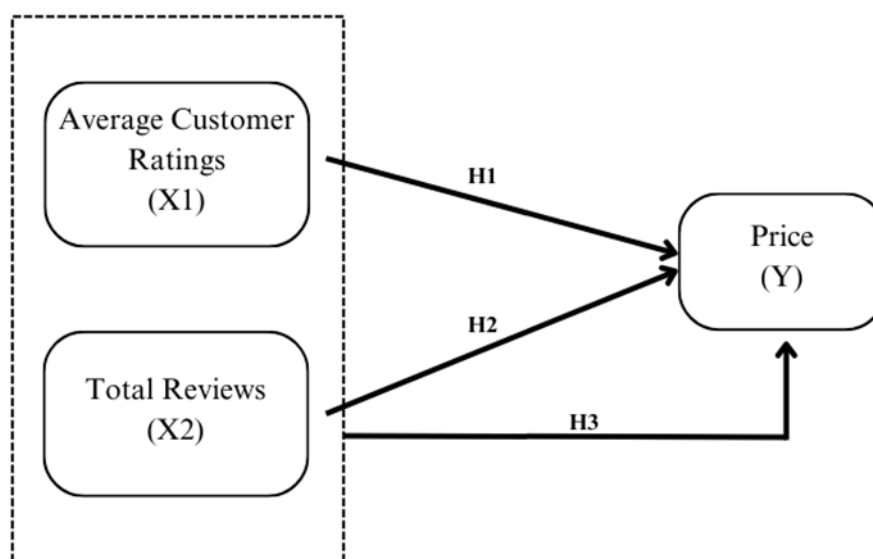 Average Customer
Ratings
(X1)
H1
Price
(Y)
H2
Total Reviews
(X2)
H3